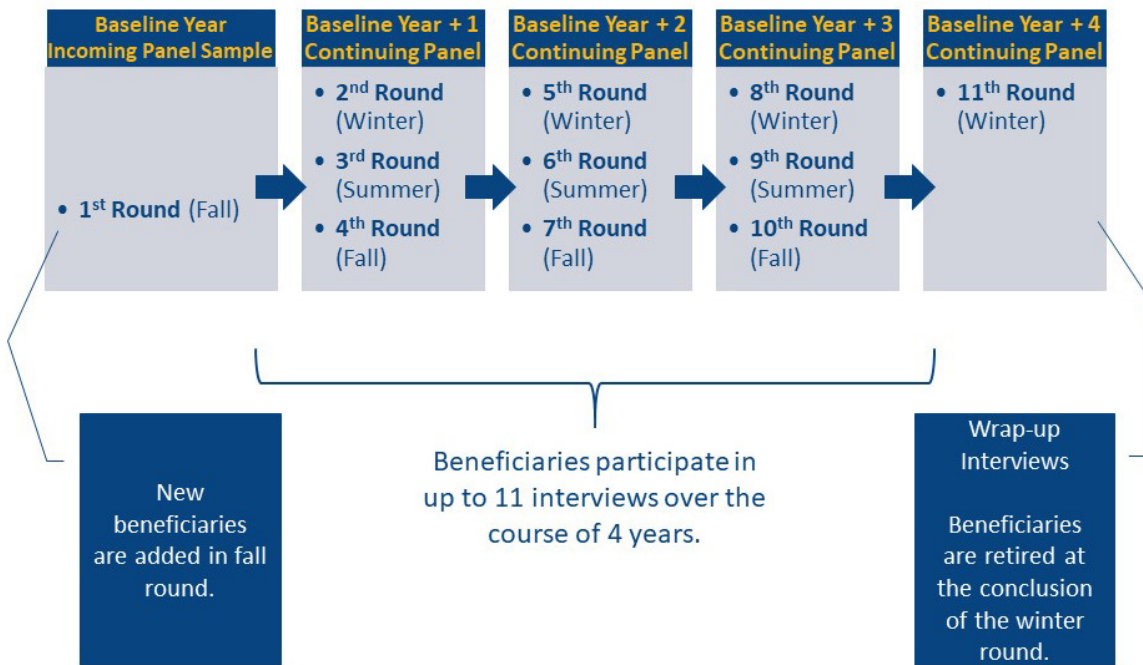 Baseline Year
Incoming Panel Sample
• 1st Round (Fall)
Baseline Year + 1
Continuing Panel
• 2nd Round
(Winter)
• 3rd Round
(Summer)
• 4th Round
(Fall)
Baseline Year + 2
Continuing Panel
• 5th Round
(Winter)
• 6th Round
(Summer)
• 7th Round
(Fall)
Baseline Year + 3
Continuing Panel
• 8th Round
(Winter)
• 9th Round
(Summer)
• 10th Round
(Fall)
Baseline Year + 4
Continuing Panel
• 11th Round
(Winter)
New
beneficiaries
are added in fall
round.
Beneficiaries participate in
up to 11 interviews over the
course of 4 years.
Wrap-up
Interviews
Beneficiaries
are retired at
the conclusion
of the winter
round.